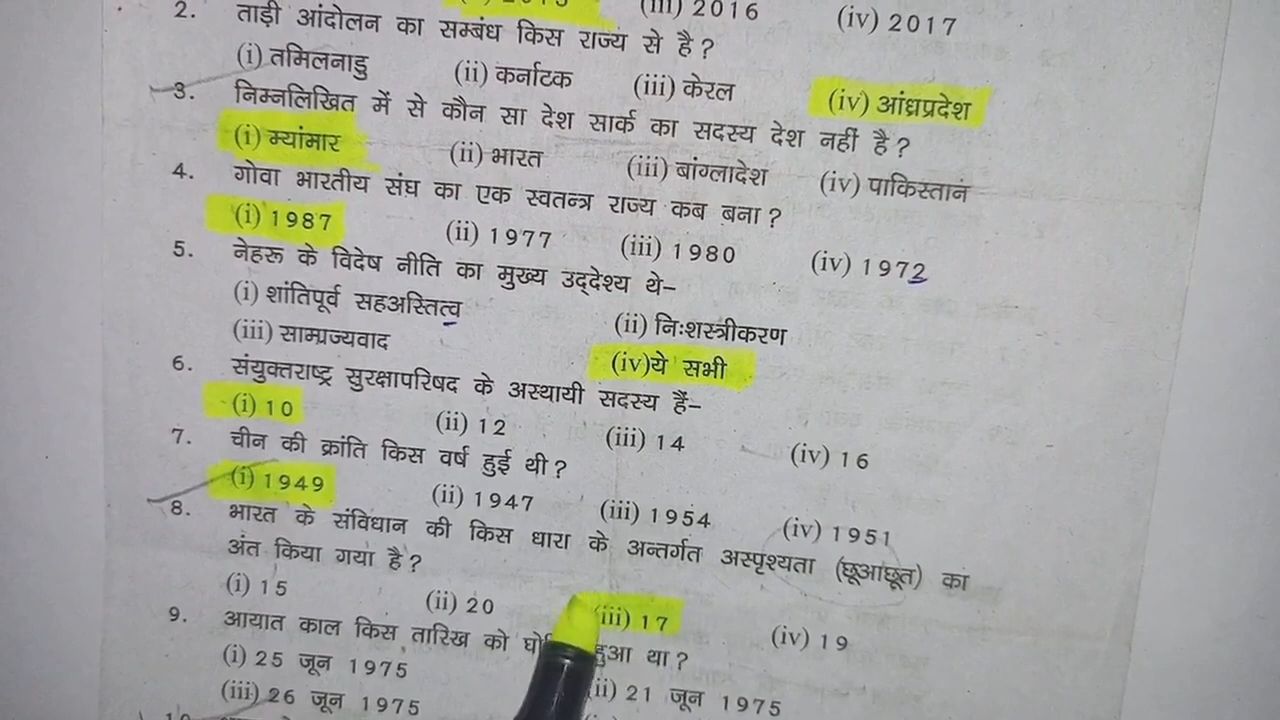 (iii) 2016 (iv) 2017
2. ताड़ी आंदोलन का सम्बंध किस राज्य से है ?
(i) तमिलनाडु (ii) कर्नाटक (iii) केरल (iv) आंध्रप्रदेश
3. निम्नलिखित में से कौन सा देश सार्क का सदस्य देश नहीं है ?
(i) म्यांमार (ii) भारत (iii) बांग्लादेश (iv) पाकिस्तान
4. गोवा भारतीय संघ का एक स्वतन्त्र राज्य कब बना ?
(i) 1987 (ii) 1977 (iii) 1980 (iv) 1972
5. नेहरू के विदेष नीति का मुख्य उद्देश्य थे–
(i) शांतिपूर्व सहअस्तित्व (ii) निःशस्त्रीकरण
(iii) साम्प्रज्यवाद (iv)ये सभी
6. संयुक्तराष्ट्र सुरक्षापरिषद के अस्थायी सदस्य हैं–
(i) 10 (ii) 12 (iii) 14 (iv) 16
7. चीन की क्रांति किस वर्ष हुई थी ?
(i) 1949 (ii) 1947 (iii) 1954 (iv) 1951
8. भारत के संविधान की किस धारा के अन्तर्गत अस्पृश्यता (छूआछूत) का
अंत किया गया है ?
(i) 15 (ii) 20 (iii) 17 (iv) 19
9. आयात काल किस तारिख को हुआ था ?
(i) 25 जून 1975 (ii) 21 जून 1975
(iii) 26 जून 1975